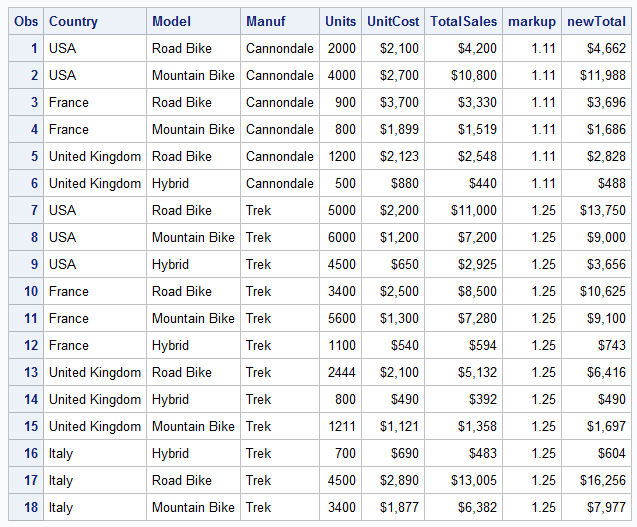 Obs Country Model Manuf Units UnitCost TotalSales markup newTotal
1 USA Road Bike Cannondale 2000 $2,100 $4,200 1.11 $4,662
2 USA Mountain Bike Cannondale 4000 $2,700 $10,800 1.11 $11,988
3 France Road Bike Cannondale 900 $3,700 $3,330 1.11 $3,696
4 France Mountain Bike Cannondale 800 $1,899 $1,519 1.11 $1,686
5 United Kingdom Road Bike Cannondale 1200 $2,123 $2,548 1.11 $2,828
6 United Kingdom Hybrid Cannondale 500 $880 $440 1.11 $488
7 USA Road Bike Trek 5000 $2,200 $11,000 1.25 $13,750
8 USA Mountain Bike Trek 6000 $1,200 $7,200 1.25 $9,000
9 USA Hybrid Trek 4500 $650 $2,925 1.25 $3,656
10 France Road Bike Trek 3400 $2,500 $8,500 1.25 $10,625
11 France Mountain Bike Trek 5600 $1,300 $7,280 1.25 $9,100
12 France Hybrid Trek 1100 $540 $594 1.25 $743
13 United Kingdom Road Bike Trek 2444 $2,100 $5,132 1.25 $6,416
14 United Kingdom Hybrid Trek 800 $490 $392 1.25 $490
15 United Kingdom Mountain Bike Trek 1211 $1,121 $1,358 1.25 $1,697
16 Italy Hybrid Trek 700 $690 $483 1.25 $604
17 Italy Road Bike Trek 4500 $2,890 $13,005 1.25 $16,256
18 Italy Mountain Bike Trek 3400 $1,877 $6,382 1.25 $7,977